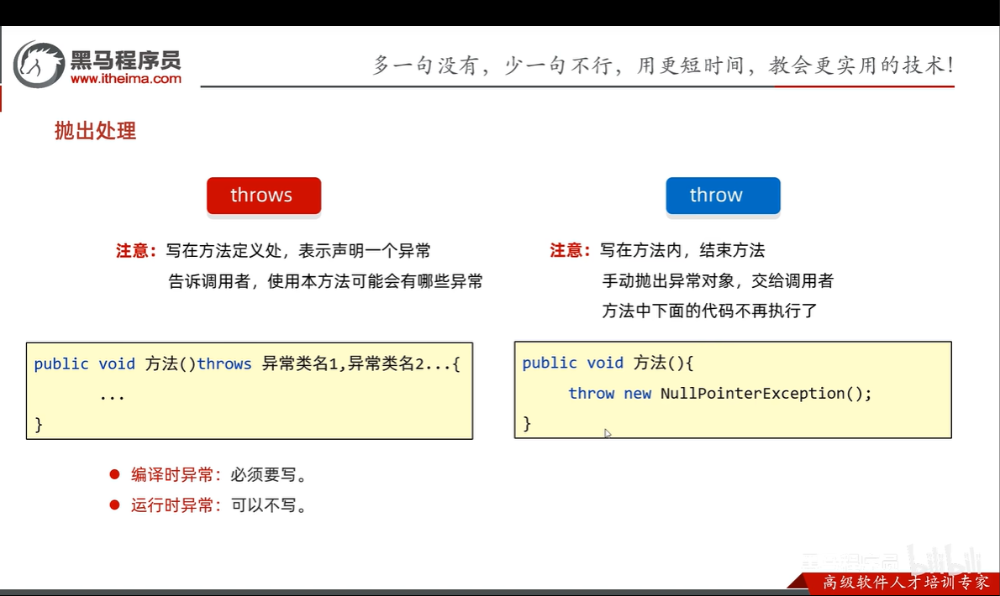 黑马程序员
www.itheima.com
多一句没有，少一句不行，用更短时间，教会更实用的技术！
抛出处理
throws
注意：写在方法定义处，表示声明一个异常
告诉调用者，使用本方法可能会有哪些异常
public void 方法()throws 异常类名1,异常类名2...{
...
}
编译时异常：必须要写。
运行时异常：可以不写。
throw
注意：写在方法内，结束方法
手动抛出异常对象，交给调用者
方法中下面的代码不再执行了
public void 方法(){
throw new NullPointerException();
}
黑马程序员 bilibili
高级软件人才培训专家